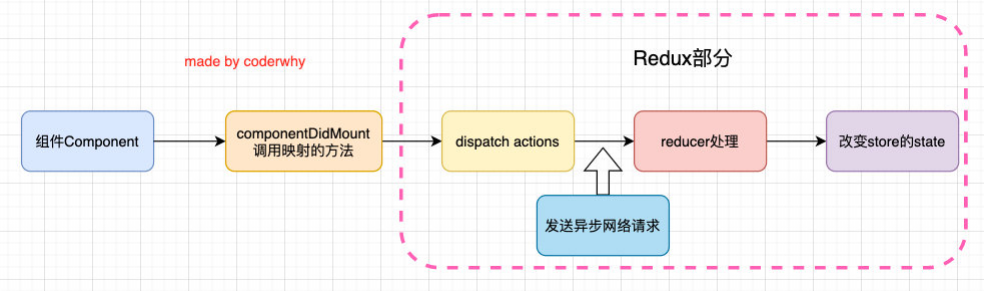 made by coderwhy
Redux部分
组件Component
componentDidMount
调用映射的方法
dispatch actions
reducer处理
改变store的state
发送异步网络请求